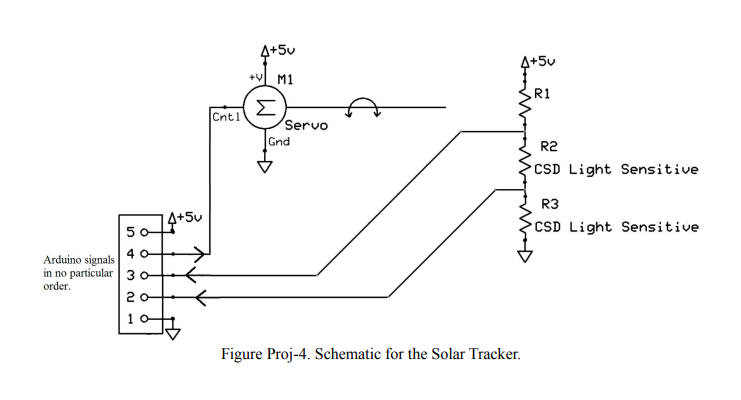 +5v
+V M1
Cntl
Servo
Gnd
+5v
R1
R2
CSD Light Sensitive
R3
CSD Light Sensitive
+5v
5
4
3
2
1
Arduino signals
in no particular
order.
Figure Proj-4. Schematic for the Solar Tracker.